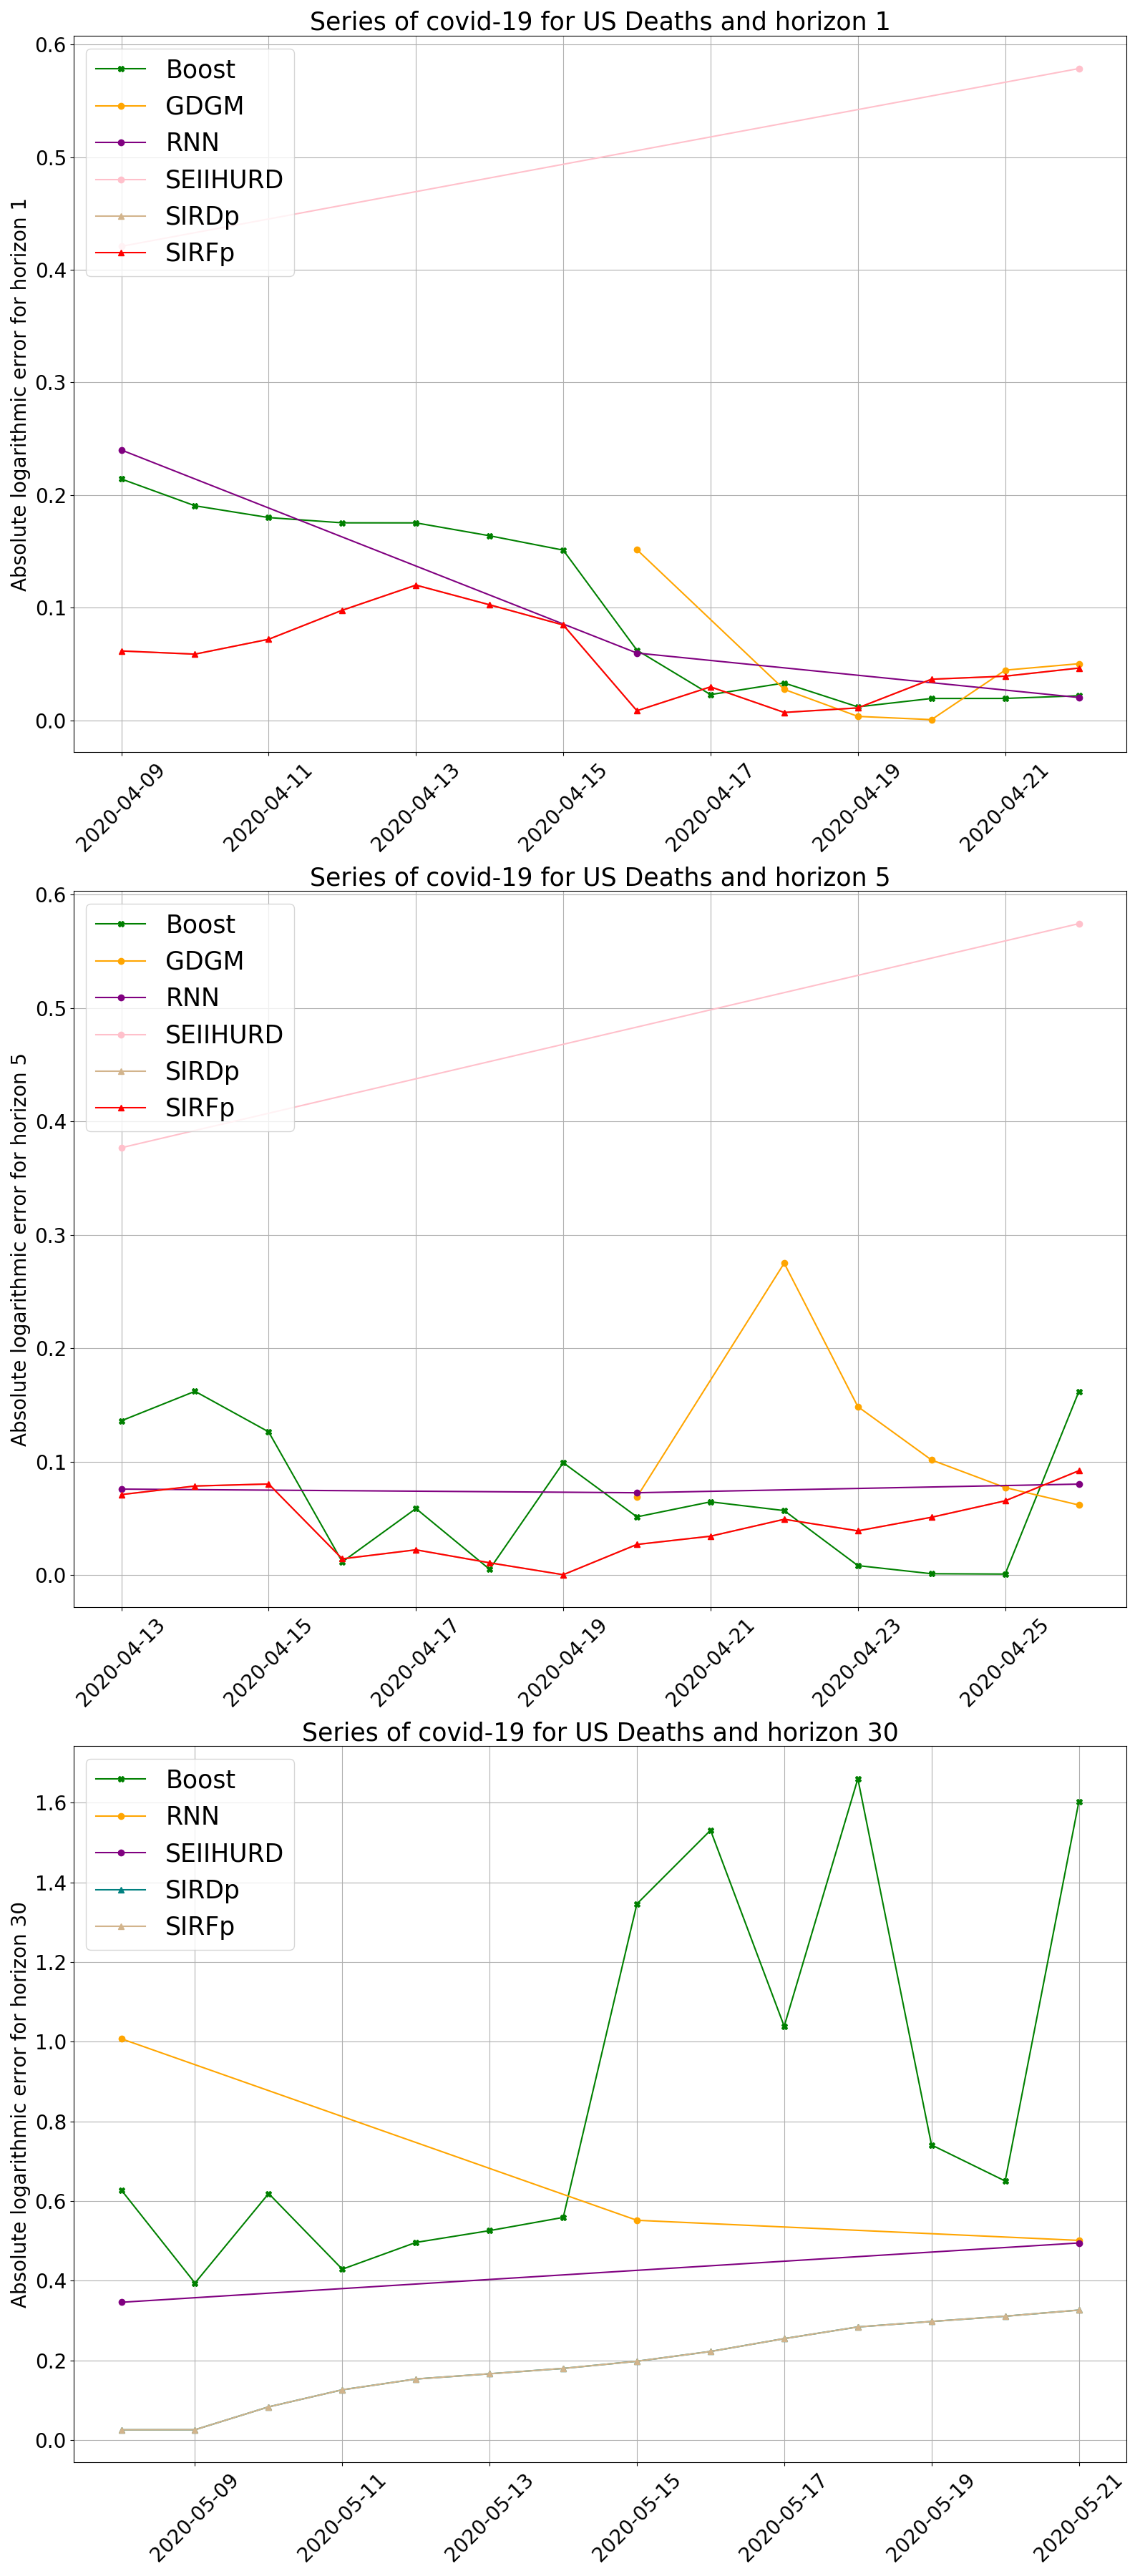 Series of covid-19 for US Deaths and horizon 1
Absolute logarithmic error for horizon 1
0.6
0.5
0.4
0.3
0.2
0.1
0.0
Boost
GDGM
RNN
SEIIHURD
SIRDp
SIRFp
2020-04-09
2020-04-11
2020-04-13
2020-04-15
2020-04-17
2020-04-19
2020-04-21
Series of covid-19 for US Deaths and horizon 5
Absolute logarithmic error for horizon 5
0.6
0.5
0.4
0.3
0.2
0.1
0.0
Boost
GDGM
RNN
SEIIHURD
SIRDp
SIRFp
2020-04-13
2020-04-15
2020-04-17
2020-04-19
2020-04-21
2020-04-23
2020-04-25
Series of covid-19 for US Deaths and horizon 30
Absolute logarithmic error for horizon 30
1.6
1.4
1.2
1.0
0.8
0.6
0.4
0.2
0.0
Boost
RNN
SEIIHURD
SIRDp
SIRFp
2020-05-09
2020-05-11
2020-05-13
2020-05-15
2020-05-17
2020-05-19
2020-05-21